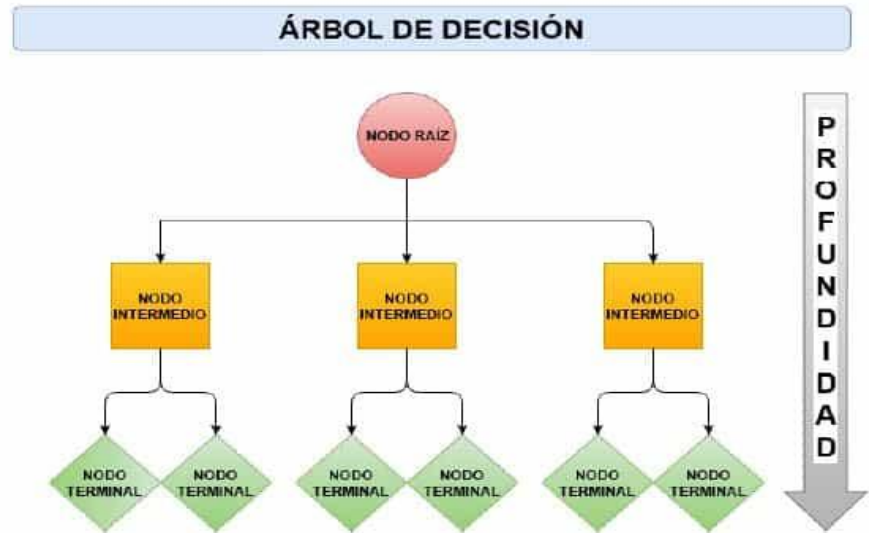 ÁRBOL DE DECISIÓN
NODO RAÍZ
NODO
INTERMEDIO
NODO
INTERMEDIO
NODO
INTERMEDIO
NODO
TERMINAL
NODO
TERMINAL
NODO
TERMINAL
NODO
TERMINAL
NODO
TERMINAL
NODO
TERMINAL
PROFUNDIDAD